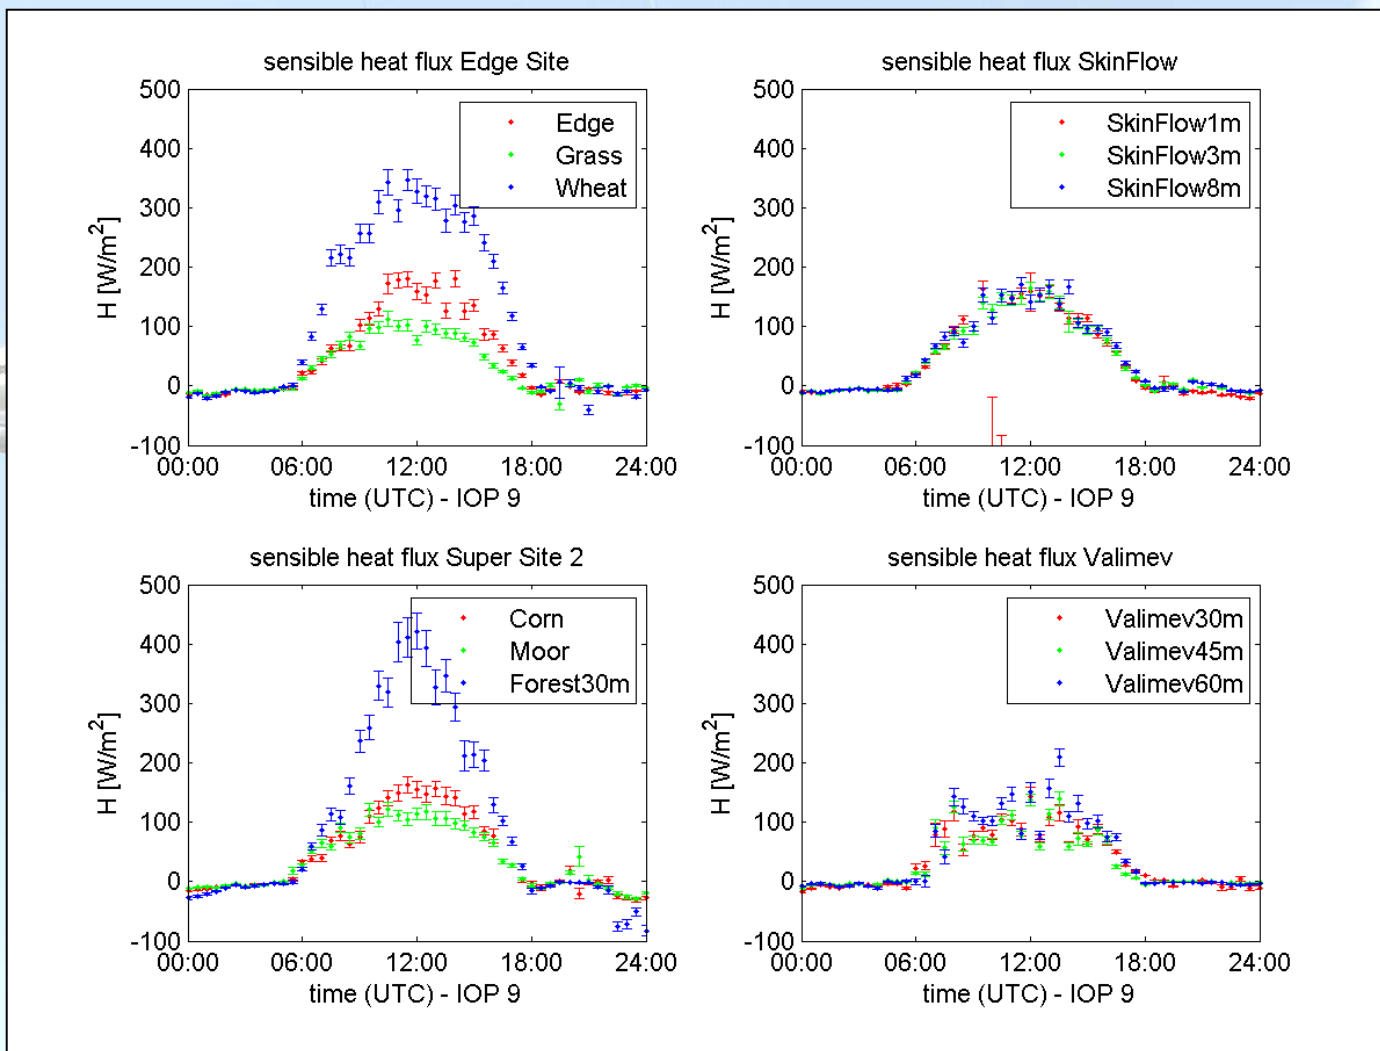 sensible heat flux Edge Site
500
400
300
200
100
0
-100
H [W/m²]
Edge
Grass
Wheat
00:00 06:00 12:00 18:00 24:00
time (UTC) - IOP 9
sensible heat flux SkinFlow
500
400
300
200
100
0
-100
H [W/m²]
SkinFlow1m
SkinFlow3m
SkinFlow8m
00:00 06:00 12:00 18:00 24:00
time (UTC) - IOP 9
sensible heat flux Super Site 2
500
400
300
200
100
0
-100
H [W/m²]
Corn
Moor
Forest30m
00:00 06:00 12:00 18:00 24:00
time (UTC) - IOP 9
sensible heat flux Valimev
500
400
300
200
100
0
-100
H [W/m²]
Valimev30m
Valimev45m
Valimev60m
00:00 06:00 12:00 18:00 24:00
time (UTC) - IOP 9